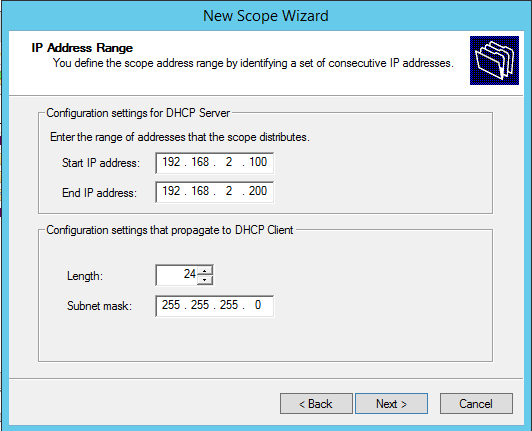 New Scope Wizard
IP Address Range
You define the scope address range by identifying a set of consecutive IP addresses.
Configuration settings for DHCP Server
Enter the range of addresses that the scope distributes.
Start IP address: 192 . 168 . 2 . 100
End IP address: 192 . 168 . 2 . 200
Configuration settings that propagate to DHCP Client
Length: 24
Subnet mask: 255 . 255 . 255 . 0
< Back Next > Cancel